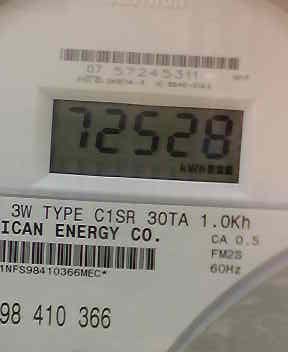 07 57245311
72528
kWh
3W TYPE C1SR 30TA 1.0Kh
ICAN ENERGY CO.
CA 0.5
FM2S
1NFS98410366MEC*
60Hz
98 410 366